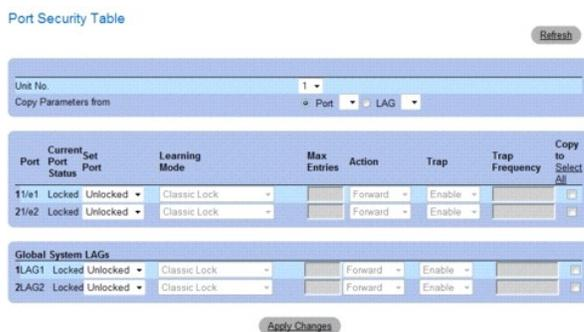 Port Security Table
Refresh
Unit No. 1
Copy Parameters from Port LAG
Port Current Port Status Set Port Learning Mode Max Entries Action Trap Trap Frequency Copy to Select All
1 1/e1 Locked Unlocked Classic Lock Forward Enable
2 1/e2 Locked Unlocked Classic Lock Forward Enable
Global System LAGs
1 LAG1 Locked Unlocked Classic Lock Forward Enable
2 LAG2 Locked Unlocked Classic Lock Forward Enable
Apply Changes